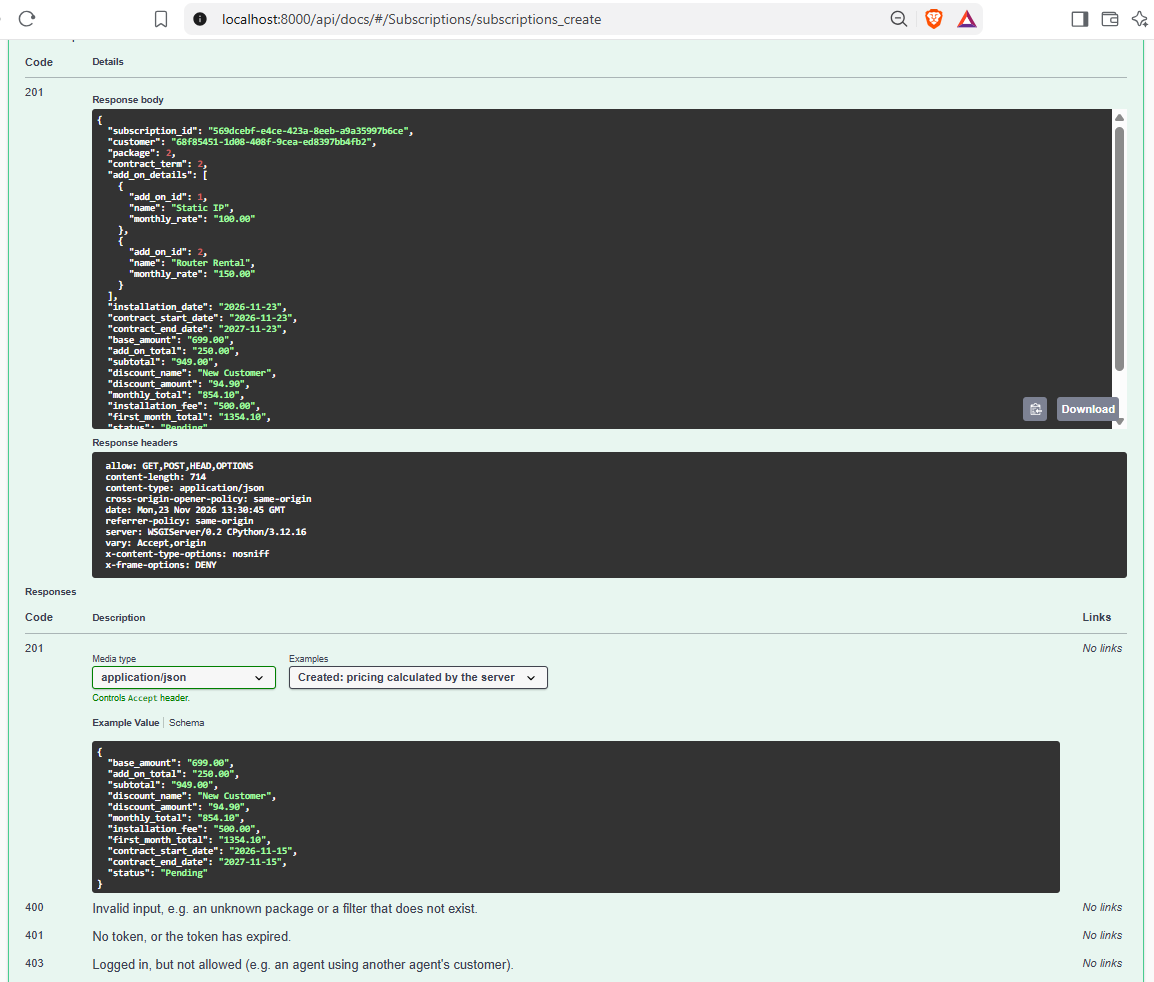 localhost:8000/api/docs/#/Subscriptions/subscriptions_create
Code Details
201
Response body
{
"subscription_id": "569dcebf-e4ce-423a-8eeb-a9a35997b6ce",
"customer": "68f85451-1d08-408f-9cea-ed8397bb4fb2",
"package": 2,
"contract_term": 2,
"add_on_details": [
{
"add_on_id": 1,
"name": "Static IP",
"monthly_rate": "100.00"
},
{
"add_on_id": 2,
"name": "Router Rental",
"monthly_rate": "150.00"
}
],
"installation_date": "2026-11-23",
"contract_start_date": "2026-11-23",
"contract_end_date": "2027-11-23",
"base_amount": "699.00",
"add_on_total": "250.00",
"subtotal": "949.00",
"discount_name": "New Customer",
"discount_amount": "94.90",
"monthly_total": "854.10",
"installation_fee": "500.00",
"first_month_total": "1354.10",
"status": "Pending"
Download
Response headers
allow: GET,POST,HEAD,OPTIONS
content-length: 714
content-type: application/json
cross-origin-opener-policy: same-origin
date: Mon,23 Nov 2026 13:30:45 GMT
referrer-policy: same-origin
server: WSGIServer/0.2 CPython/3.12.16
vary: Accept,origin
x-content-type-options: nosniff
x-frame-options: DENY
Responses
Code Description Links
201 No links
Media type Examples
application/json Created: pricing calculated by the server
Controls Accept header.
Example Value Schema
{
"base_amount": "699.00",
"add_on_total": "250.00",
"subtotal": "949.00",
"discount_name": "New Customer",
"discount_amount": "94.90",
"monthly_total": "854.10",
"installation_fee": "500.00",
"first_month_total": "1354.10",
"contract_start_date": "2026-11-15",
"contract_end_date": "2027-11-15",
"status": "Pending"
}
400 Invalid input, e.g. an unknown package or a filter that does not exist. No links
401 No token, or the token has expired. No links
403 Logged in, but not allowed (e.g. an agent using another agent's customer). No links